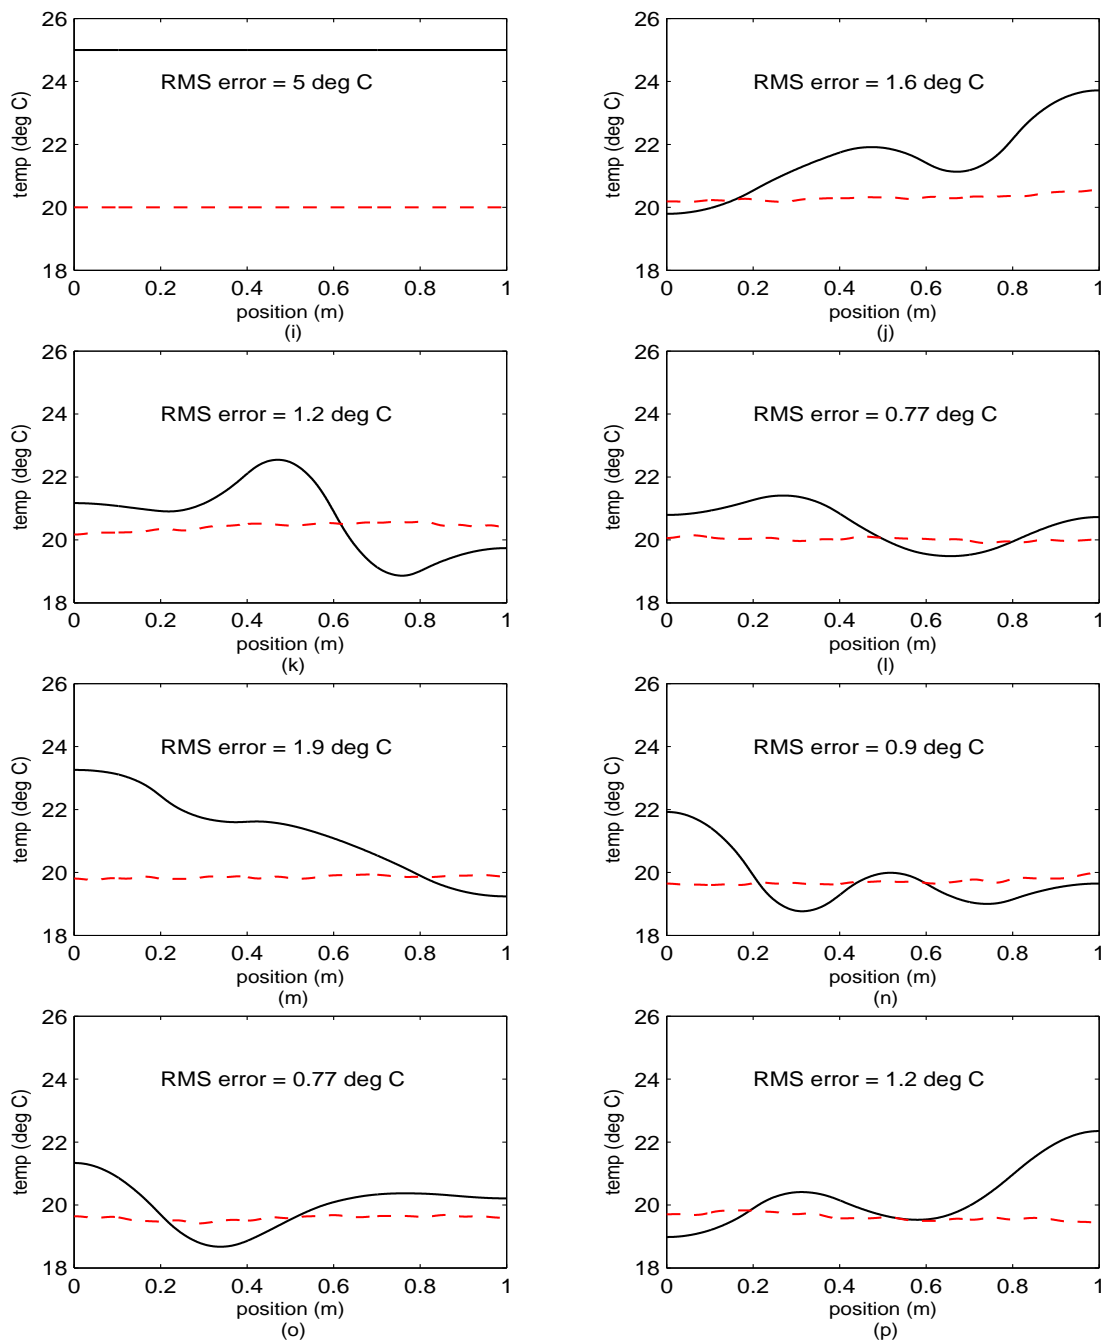 26
24
22
20
18
temp (deg C)
RMS error = 5 deg C
0 0.2 0.4 0.6 0.8 1
position (m)
(i)
26
24
22
20
18
temp (deg C)
RMS error = 1.6 deg C
0 0.2 0.4 0.6 0.8 1
position (m)
(j)
26
24
22
20
18
temp (deg C)
RMS error = 1.2 deg C
0 0.2 0.4 0.6 0.8 1
position (m)
(k)
26
24
22
20
18
temp (deg C)
RMS error = 0.77 deg C
0 0.2 0.4 0.6 0.8 1
position (m)
(l)
26
24
22
20
18
temp (deg C)
RMS error = 1.9 deg C
0 0.2 0.4 0.6 0.8 1
position (m)
(m)
26
24
22
20
18
temp (deg C)
RMS error = 0.9 deg C
0 0.2 0.4 0.6 0.8 1
position (m)
(n)
26
24
22
20
18
temp (deg C)
RMS error = 0.77 deg C
0 0.2 0.4 0.6 0.8 1
position (m)
(o)
26
24
22
20
18
temp (deg C)
RMS error = 1.2 deg C
0 0.2 0.4 0.6 0.8 1
position (m)
(p)